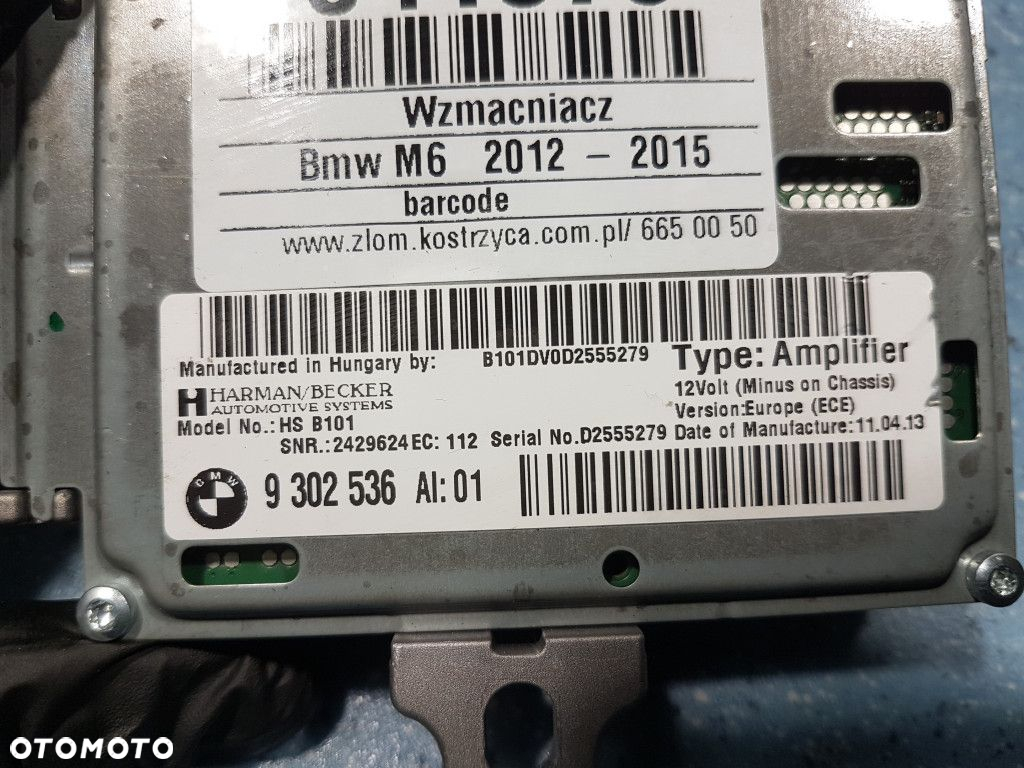 Wzmacniacz
Bmw M6 2012 - 2015
barcode
www.zlom.kostrzyca.com.pl/ 665 00 50
Manufactured in Hungary by: B101DV0D2555279 Type: Amplifier
HARMAN/BECKER 12Volt (Minus on Chassis)
AUTOMOTIVE SYSTEMS Version:Europe (ECE)
Model No.: HS B101
SNR.:2429624 EC: 112 Serial No.D2555279 Date of Manufacture:11.04.13
BMW 9 302 536 AI: 01
OTOMOTO